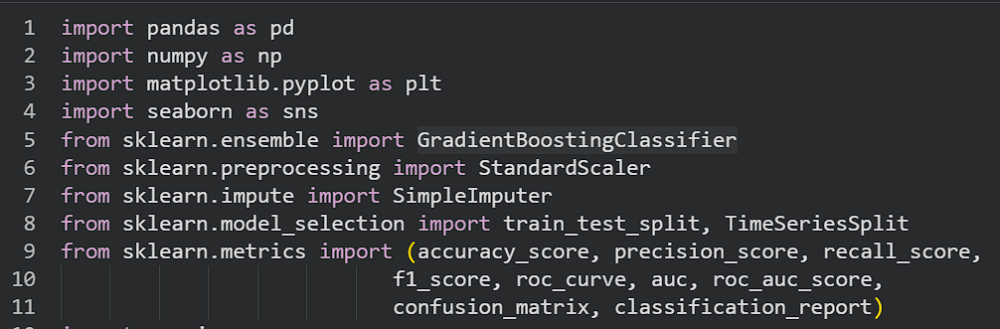 1 import pandas as pd
2 import numpy as np
3 import matplotlib.pyplot as plt
4 import seaborn as sns
5 from sklearn.ensemble import GradientBoostingClassifier
6 from sklearn.preprocessing import StandardScaler
7 from sklearn.impute import SimpleImputer
8 from sklearn.model_selection import train_test_split, TimeSeriesSplit
9 from sklearn.metrics import (accuracy_score, precision_score, recall_score,
10 f1_score, roc_curve, auc, roc_auc_score,
11 confusion_matrix, classification_report)